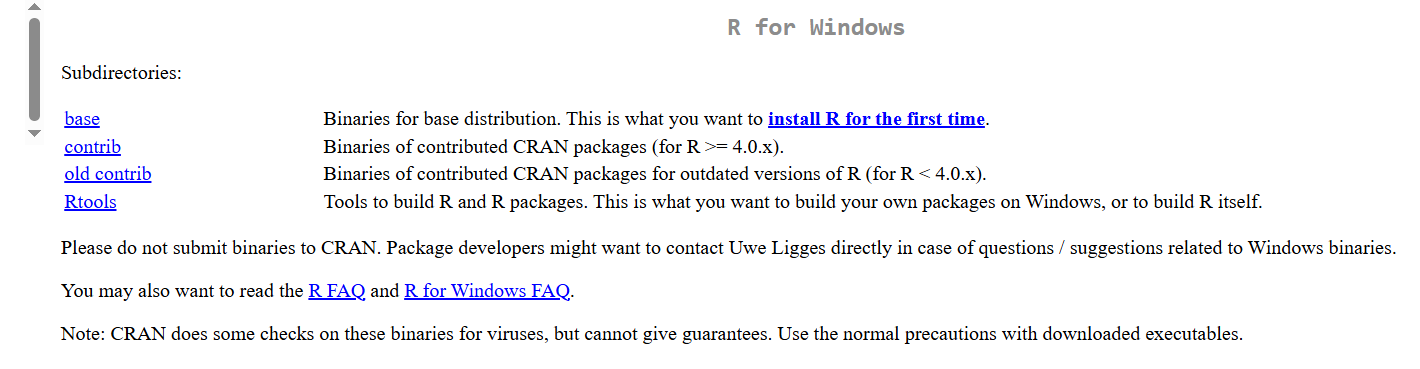 R for Windows
Subdirectories:
base Binaries for base distribution. This is what you want to install R for the first time.
contrib Binaries of contributed CRAN packages (for R >= 4.0.x).
old contrib Binaries of contributed CRAN packages for outdated versions of R (for R < 4.0.x).
Rtools Tools to build R and R packages. This is what you want to build your own packages on Windows, or to build R itself.
Please do not submit binaries to CRAN. Package developers might want to contact Uwe Ligges directly in case of questions / suggestions related to Windows binaries.
You may also want to read the R FAQ and R for Windows FAQ.
Note: CRAN does some checks on these binaries for viruses, but cannot give guarantees. Use the normal precautions with downloaded executables.